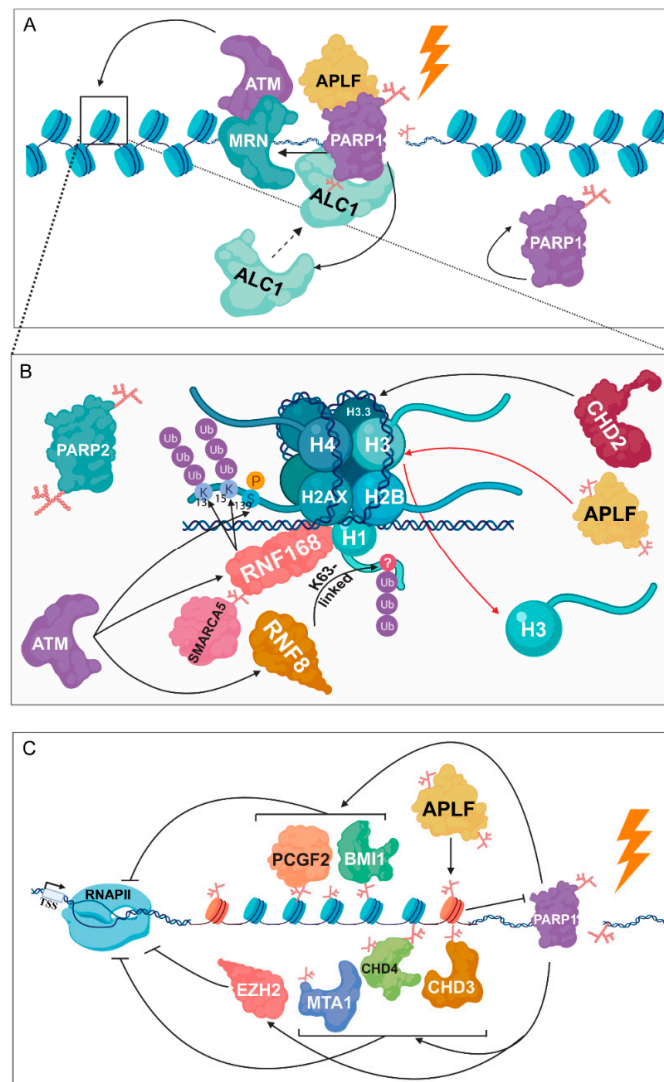 A
ATM
APLF
MRN
PARP1
ALC1
ALC1
PARP1
B
PARP2
H3.3
CHD2
Ub
Ub
Ub
Ub
Ub
Ub
Ub
H4
H3
P
K
K
S
13
15
139
H2AX
H2B
APLF
H1
RNF168
?
K63-
linked
Ub
Ub
Ub
SMARCA5
ATM
RNF8
H3
C
APLF
PCGF2
BMI1
RNAPII
TSS
PARP1
EZH2
MTA1
CHD4
CHD3